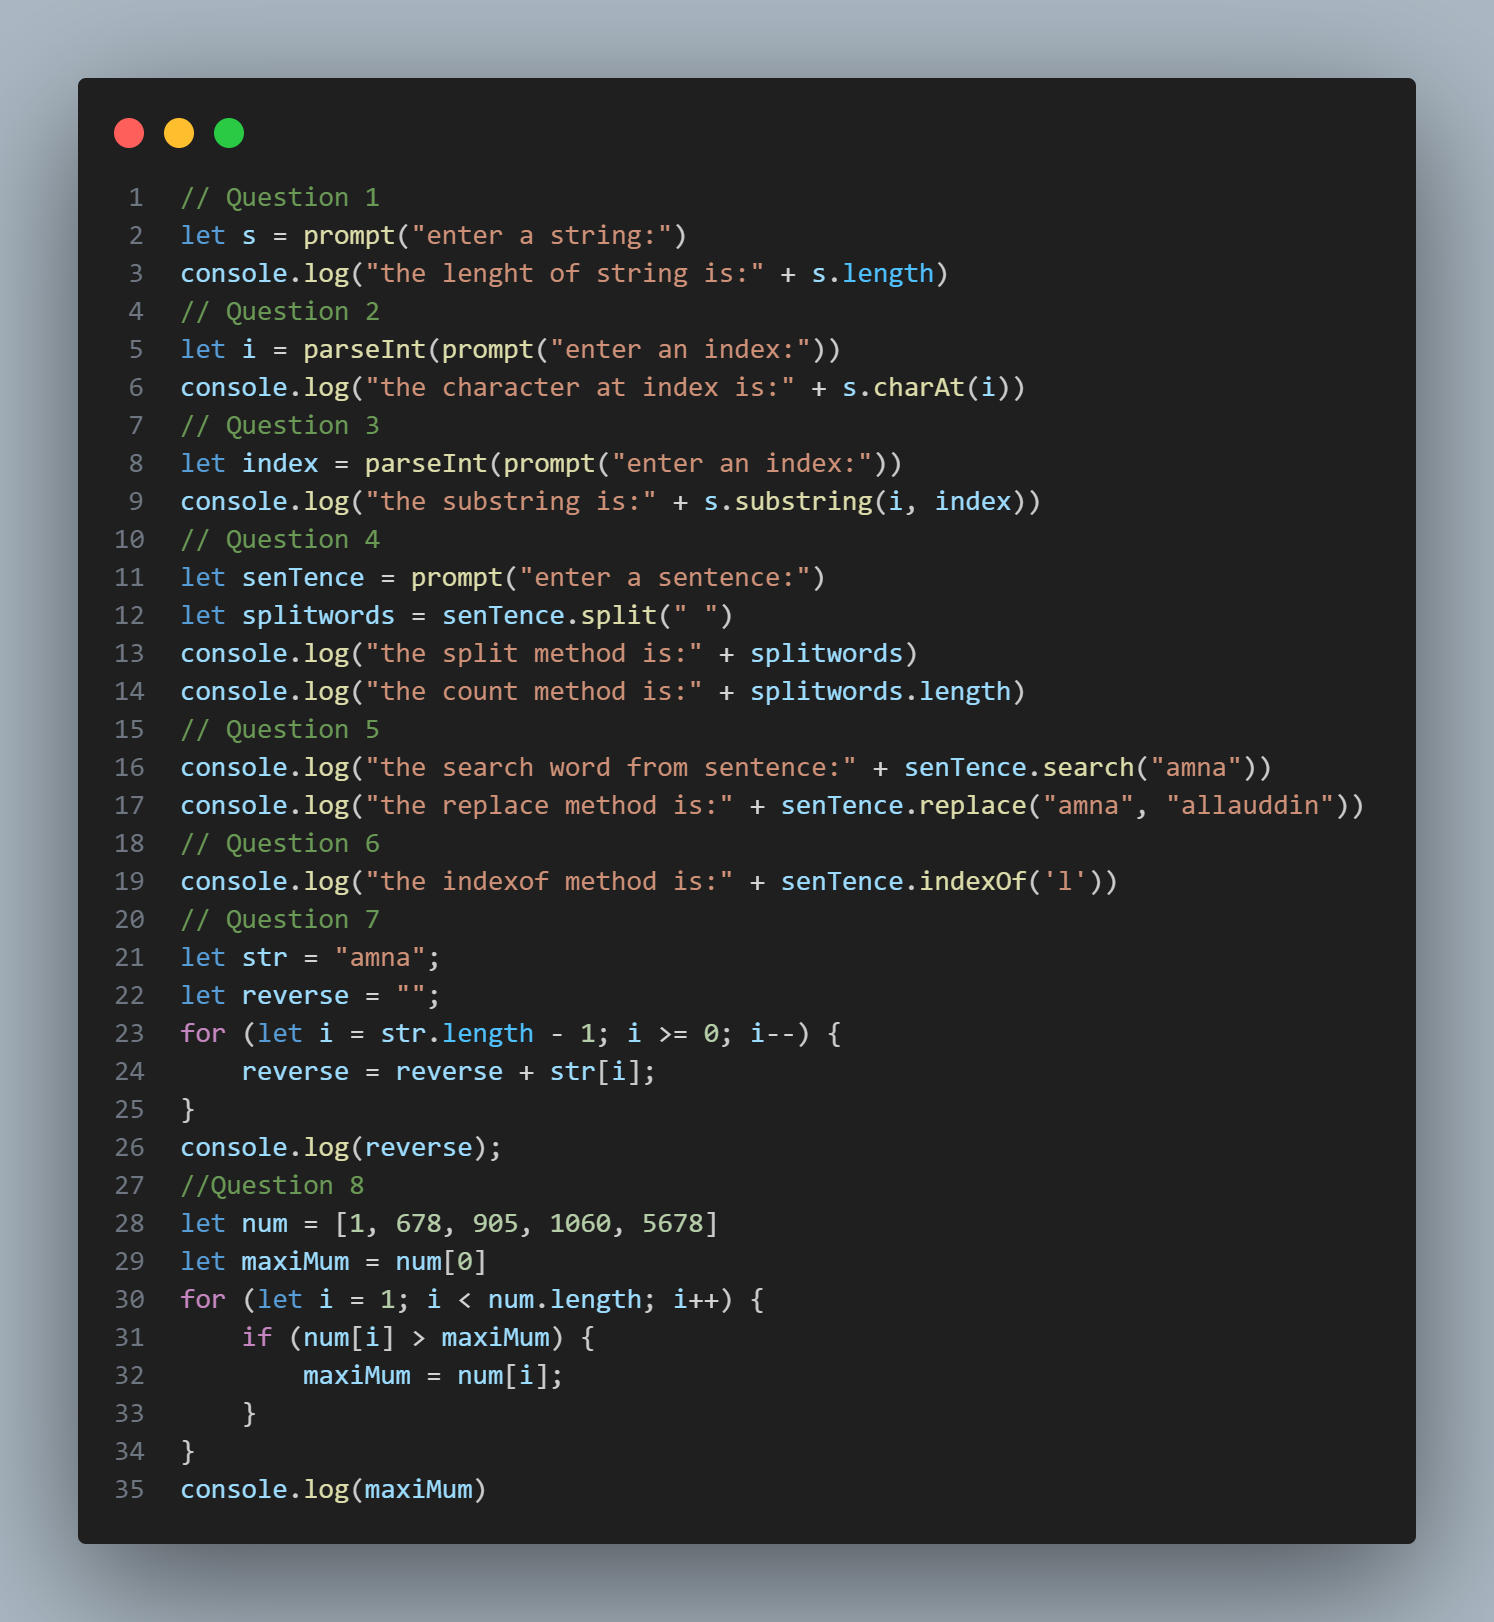 1 // Question 1
2 let s = prompt("enter a string:")
3 console.log("the lenght of string is:" + s.length)
4 // Question 2
5 let i = parseInt(prompt("enter an index:"))
6 console.log("the character at index is:" + s.charAt(i))
7 // Question 3
8 let index = parseInt(prompt("enter an index:"))
9 console.log("the substring is:" + s.substring(i, index))
10 // Question 4
11 let senTence = prompt("enter a sentence:")
12 let splitwords = senTence.split(" ")
13 console.log("the split method is:" + splitwords)
14 console.log("the count method is:" + splitwords.length)
15 // Question 5
16 console.log("the search word from sentence:" + senTence.search("amna"))
17 console.log("the replace method is:" + senTence.replace("amna", "allauddin"))
18 // Question 6
19 console.log("the indexof method is:" + senTence.indexOf('l'))
20 // Question 7
21 let str = "amna";
22 let reverse = "";
23 for (let i = str.length - 1; i >= 0; i--) {
24     reverse = reverse + str[i];
25 }
26 console.log(reverse);
27 //Question 8
28 let num = [1, 678, 905, 1060, 5678]
29 let maxiMum = num[0]
30 for (let i = 1; i < num.length; i++) {
31     if (num[i] > maxiMum) {
32         maxiMum = num[i];
33     }
34 }
35 console.log(maxiMum)